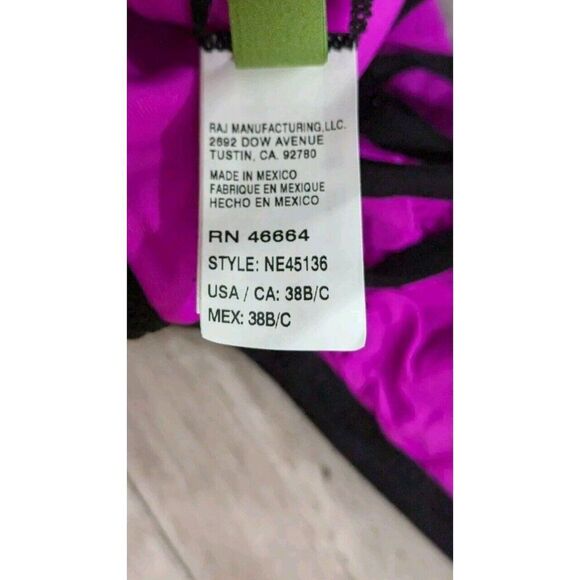 RAJ MANUFACTURING,LLC.
2692 DOW AVENUE
TUSTIN, CA. 92780
MADE IN MEXICO
FABRIQUE EN MEXIQUE
HECHO EN MEXICO
RN 46664
STYLE: NE45136
USA / CA: 38B/C
MEX: 38B/C